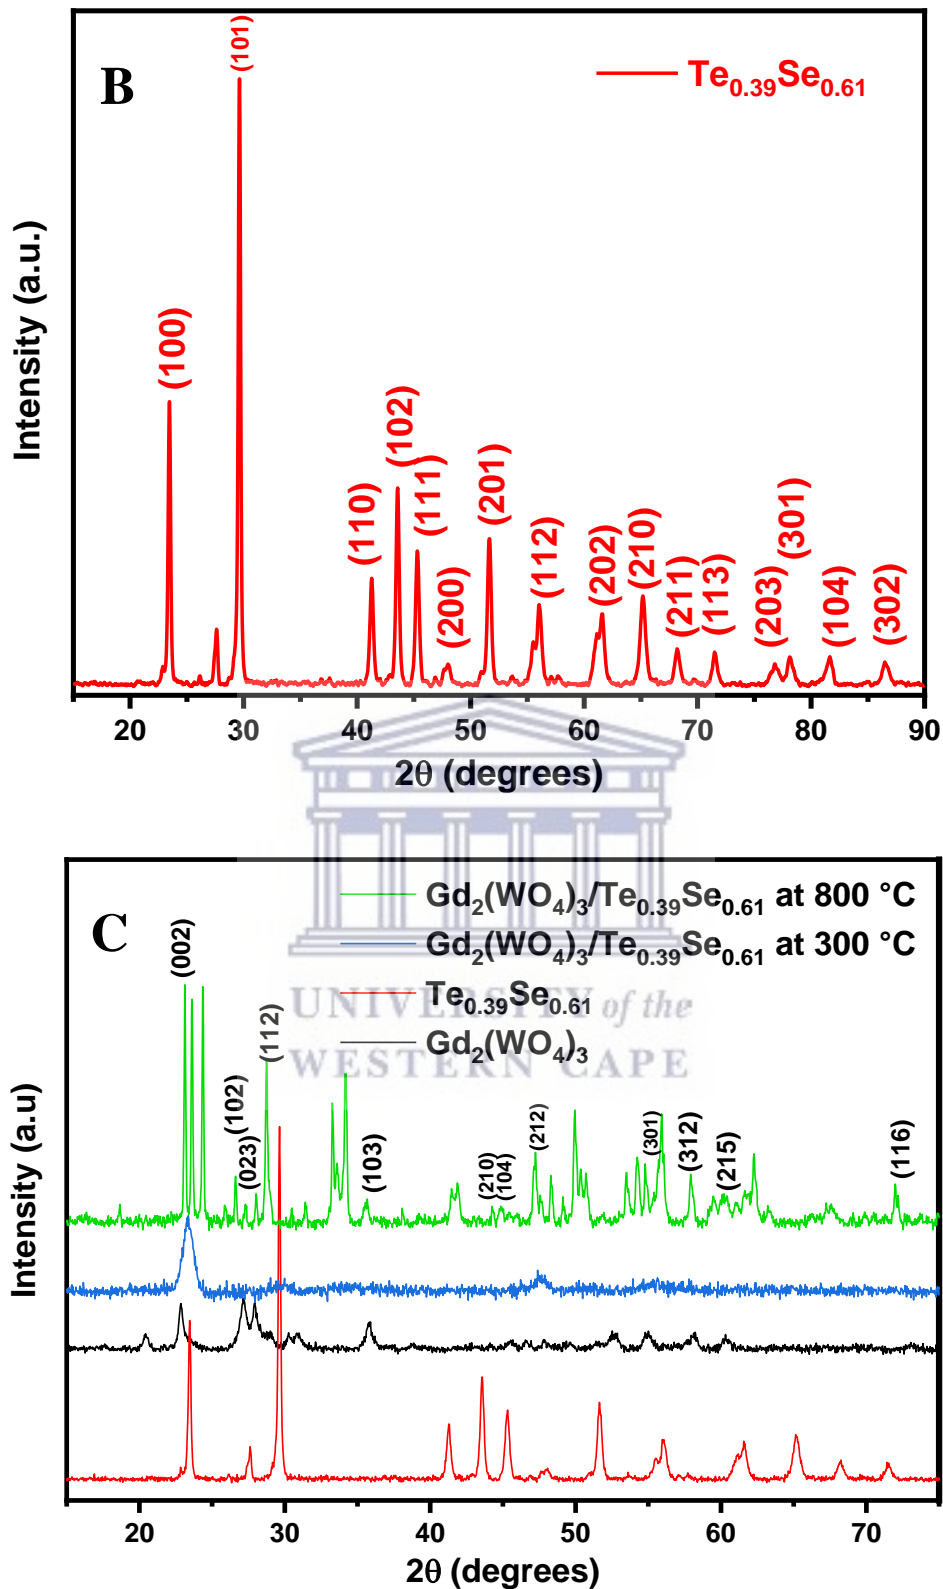 B
Te0.39Se0.61
(100)
(101)
(110)
(102)
(111)
(200)
(201)
(112)
(202)
(210)
(211)
(113)
(203)
(301)
(104)
(302)
Intensity (a.u.)
20 30 40 50 60 70 80 90
2θ (degrees)
C
Gd2(WO4)3/Te0.39Se0.61 at 800 °C
Gd2(WO4)3/Te0.39Se0.61 at 300 °C
Te0.39Se0.61
Gd2(WO4)3
UNIVERSITY of the
WESTERN CAPE
(002)
(102)
(023)
(112)
(103)
(210)
(104)
(212)
(301)
(312)
(215)
(116)
Intensity (a.u)
20 30 40 50 60 70
2θ (degrees)